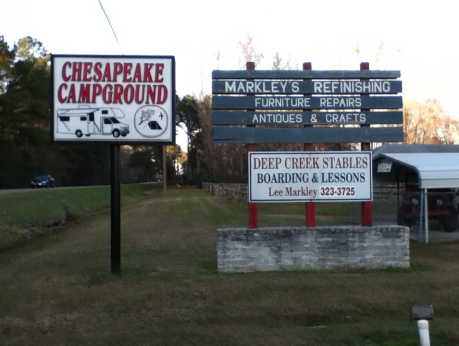 CHESAPEAKE
CAMPGROUND
MARKLEY'S REFINISHING
FURNITURE REPAIRS
ANTIQUES & CRAFTS
DEEP CREEK STABLES
BOARDING & LESSONS
Lee Markley 323-3725